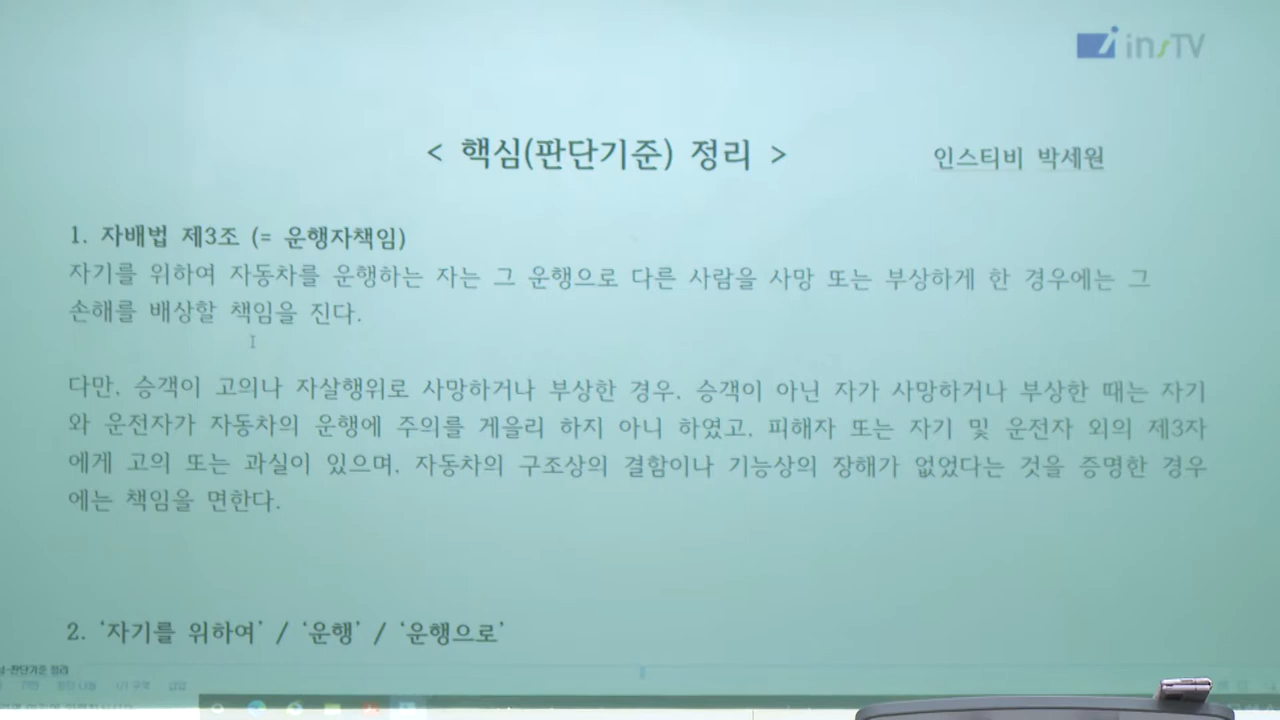 insTV
< 핵심(판단기준) 정리 >
인스티비 박세원
1. 자배법 제3조 (= 운행자책임)
자기를 위하여 자동차를 운행하는 자는 그 운행으로 다른 사람을 사망 또는 부상하게 한 경우에는 그
손해를 배상할 책임을 진다.
다만, 승객이 고의나 자살행위로 사망하거나 부상한 경우, 승객이 아닌 자가 사망하거나 부상한 때는 자기
와 운전자가 자동차의 운행에 주의를 게을리 하지 아니 하였고, 피해자 또는 자기 및 운전자 외의 제3자
에게 고의 또는 과실이 있으며, 자동차의 구조상의 결함이나 기능상의 장해가 없었다는 것을 증명한 경우
에는 책임을 면한다.
2. ‘자기를 위하여’ / ‘운행’ / ‘운행으로’
-판단기준 정리